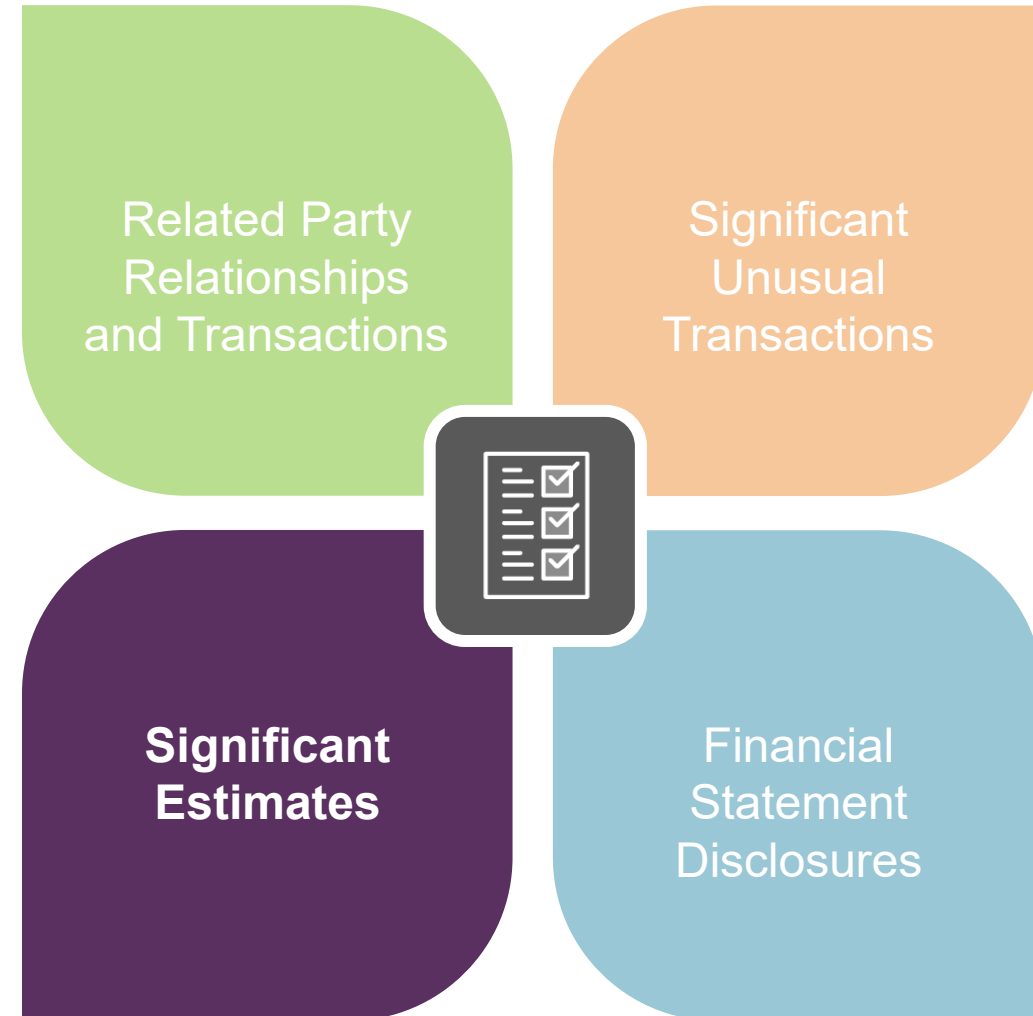 Related Party
Relationships
and Transactions
Significant
Unusual
Transactions
Significant
Estimates
Financial
Statement
Disclosures